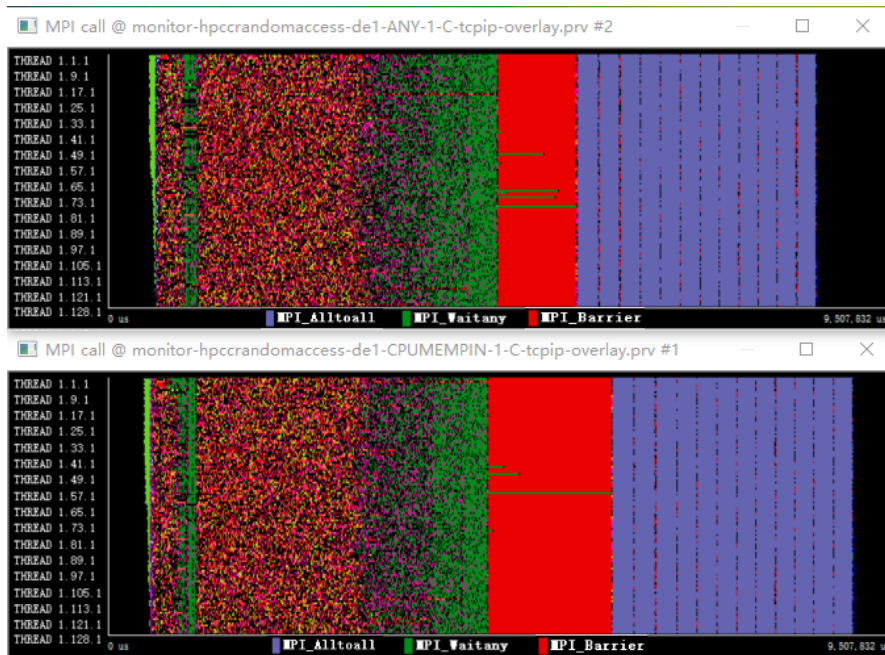 MPI call @ monitor-hpccrandomaccess-de1-ANY-1-C-tcpip-overlay.prv #2
THREAD 1.1.1
THREAD 1.9.1
THREAD 1.17.1
THREAD 1.25.1
THREAD 1.33.1
THREAD 1.41.1
THREAD 1.49.1
THREAD 1.57.1
THREAD 1.65.1
THREAD 1.73.1
THREAD 1.81.1
THREAD 1.89.1
THREAD 1.97.1
THREAD 1.105.1
THREAD 1.113.1
THREAD 1.121.1
THREAD 1.128.1
0 us
MPI_Alltoall MPI_Waitany MPI_Barrier
9,507,832 us
MPI call @ monitor-hpccrandomaccess-de1-CPUMEMPIN-1-C-tcpip-overlay.prv #1
THREAD 1.1.1
THREAD 1.9.1
THREAD 1.17.1
THREAD 1.25.1
THREAD 1.33.1
THREAD 1.41.1
THREAD 1.49.1
THREAD 1.57.1
THREAD 1.65.1
THREAD 1.73.1
THREAD 1.81.1
THREAD 1.89.1
THREAD 1.97.1
THREAD 1.105.1
THREAD 1.113.1
THREAD 1.121.1
THREAD 1.128.1
0 us
MPI_Alltoall MPI_Waitany MPI_Barrier
9,507,832 us